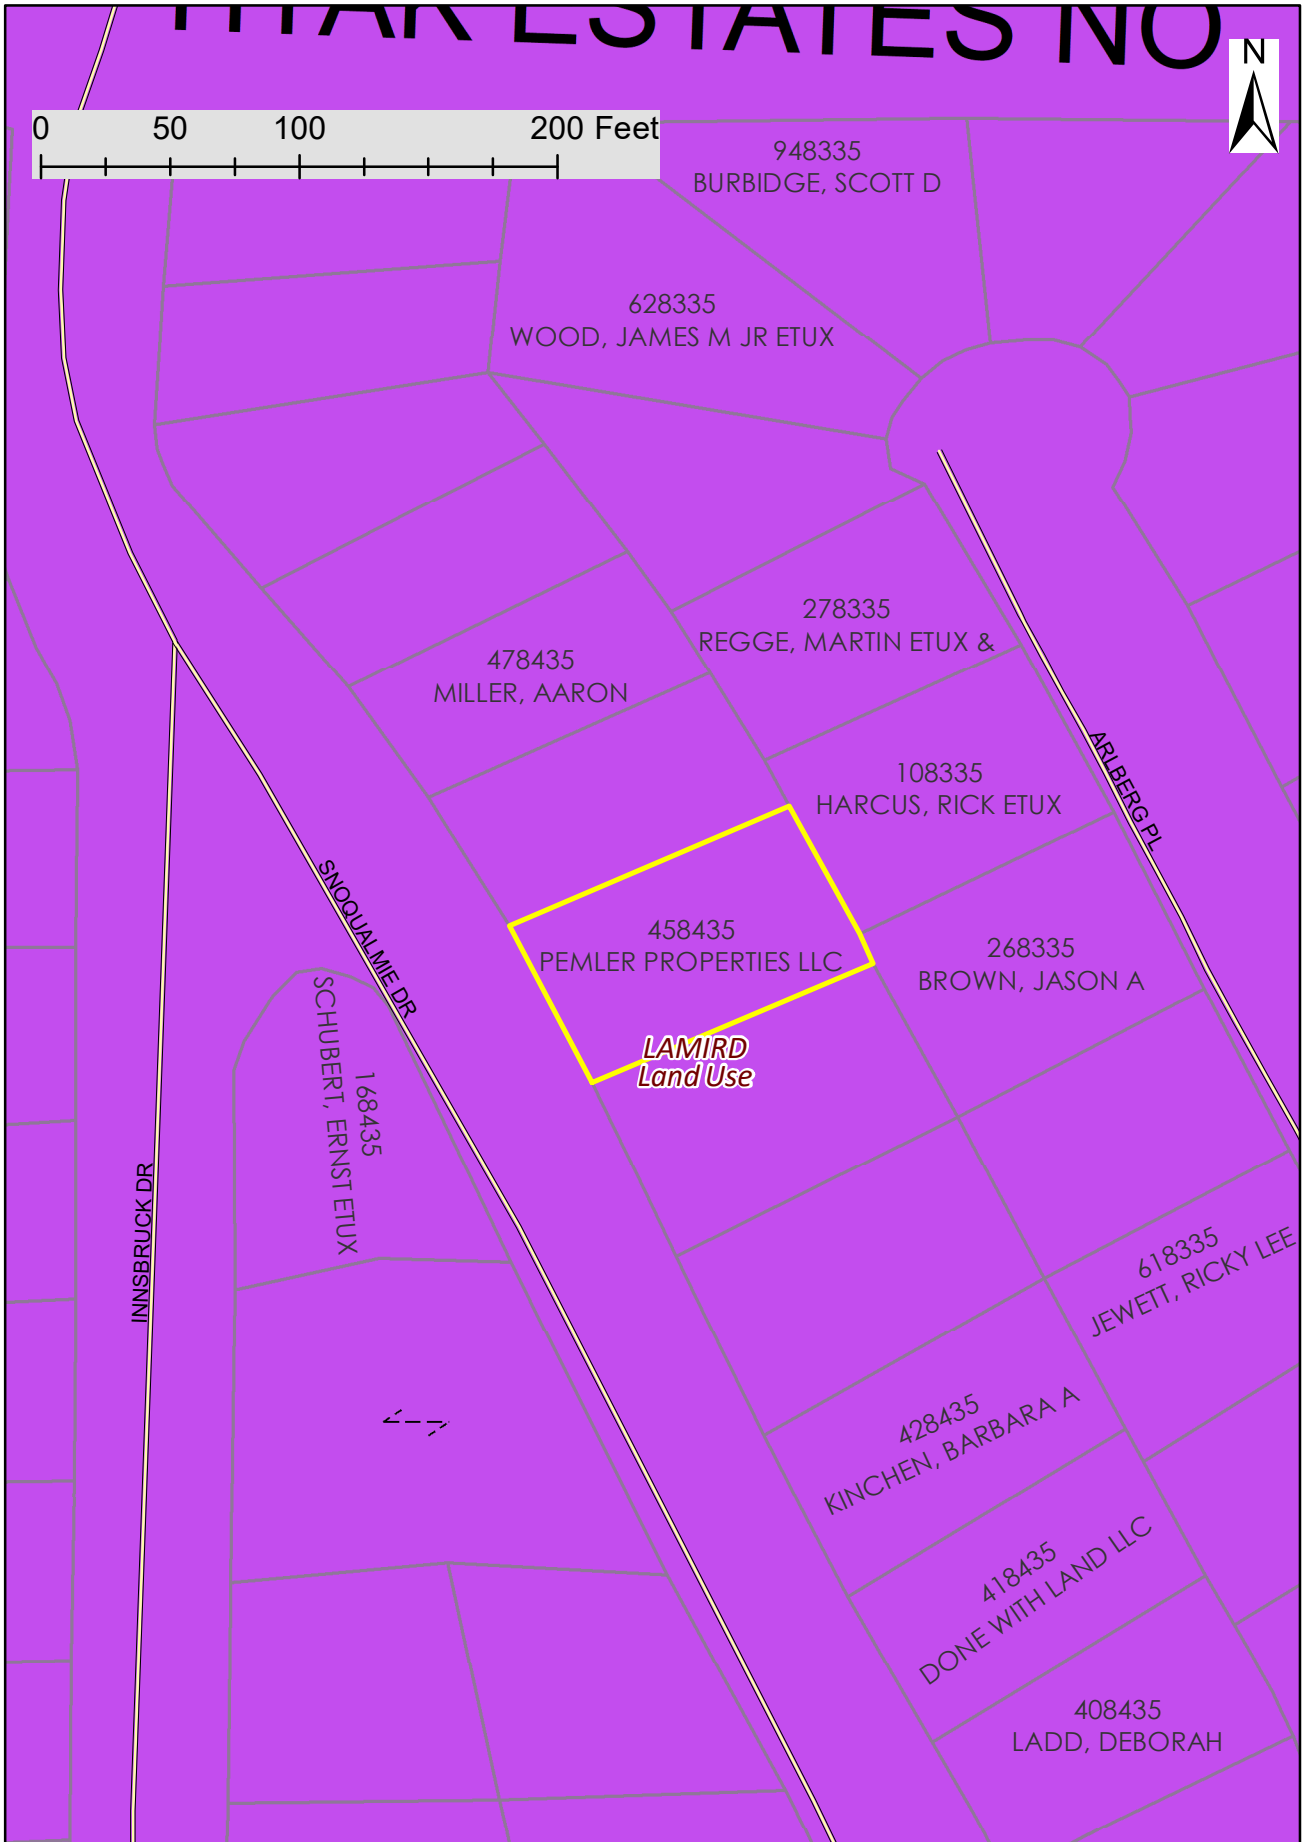 ESTATES NO
N
0 50 100 200 Feet
948335
BURBIDGE, SCOTT D
628335
WOOD, JAMES M JR ETUX
278335
REGGE, MARTIN ETUX &
478435
MILLER, AARON
108335
HARCUS, RICK ETUX
ARLBERG PL
458435
PEMLER PROPERTIES LLC
268335
BROWN, JASON A
SNOQUALMIE DR
LAMIRD
Land Use
168435
SCHUBERT, ERNST ETUX
INNSBRUCK DR
618335
JEWETT, RICKY LEE
428435
KINCHEN, BARBARA A
418435
DONE WITH LAND LLC
408435
LADD, DEBORAH